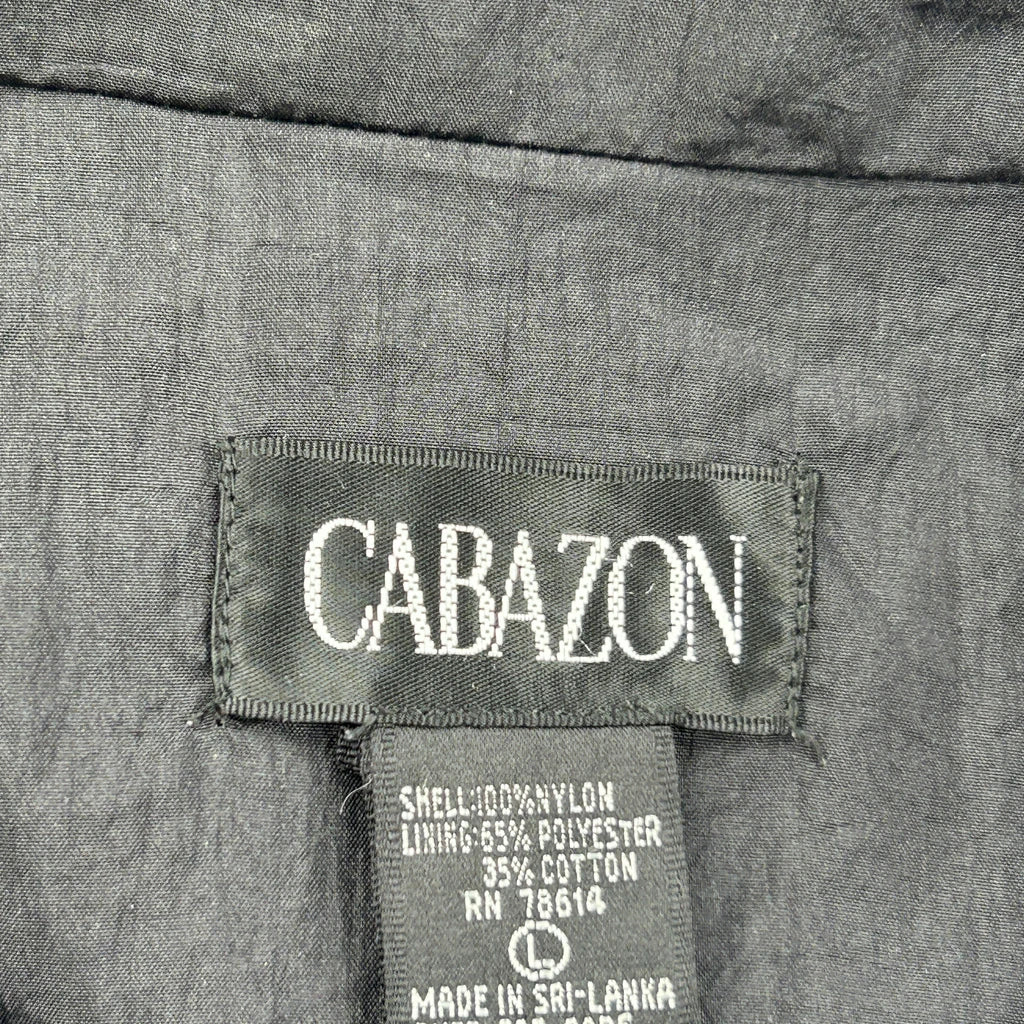 CABAZON
SHELL:100%NYLON
LINING:65% POLYESTER
35% COTTON
RN 78614
L
MADE IN SRI-LANKA